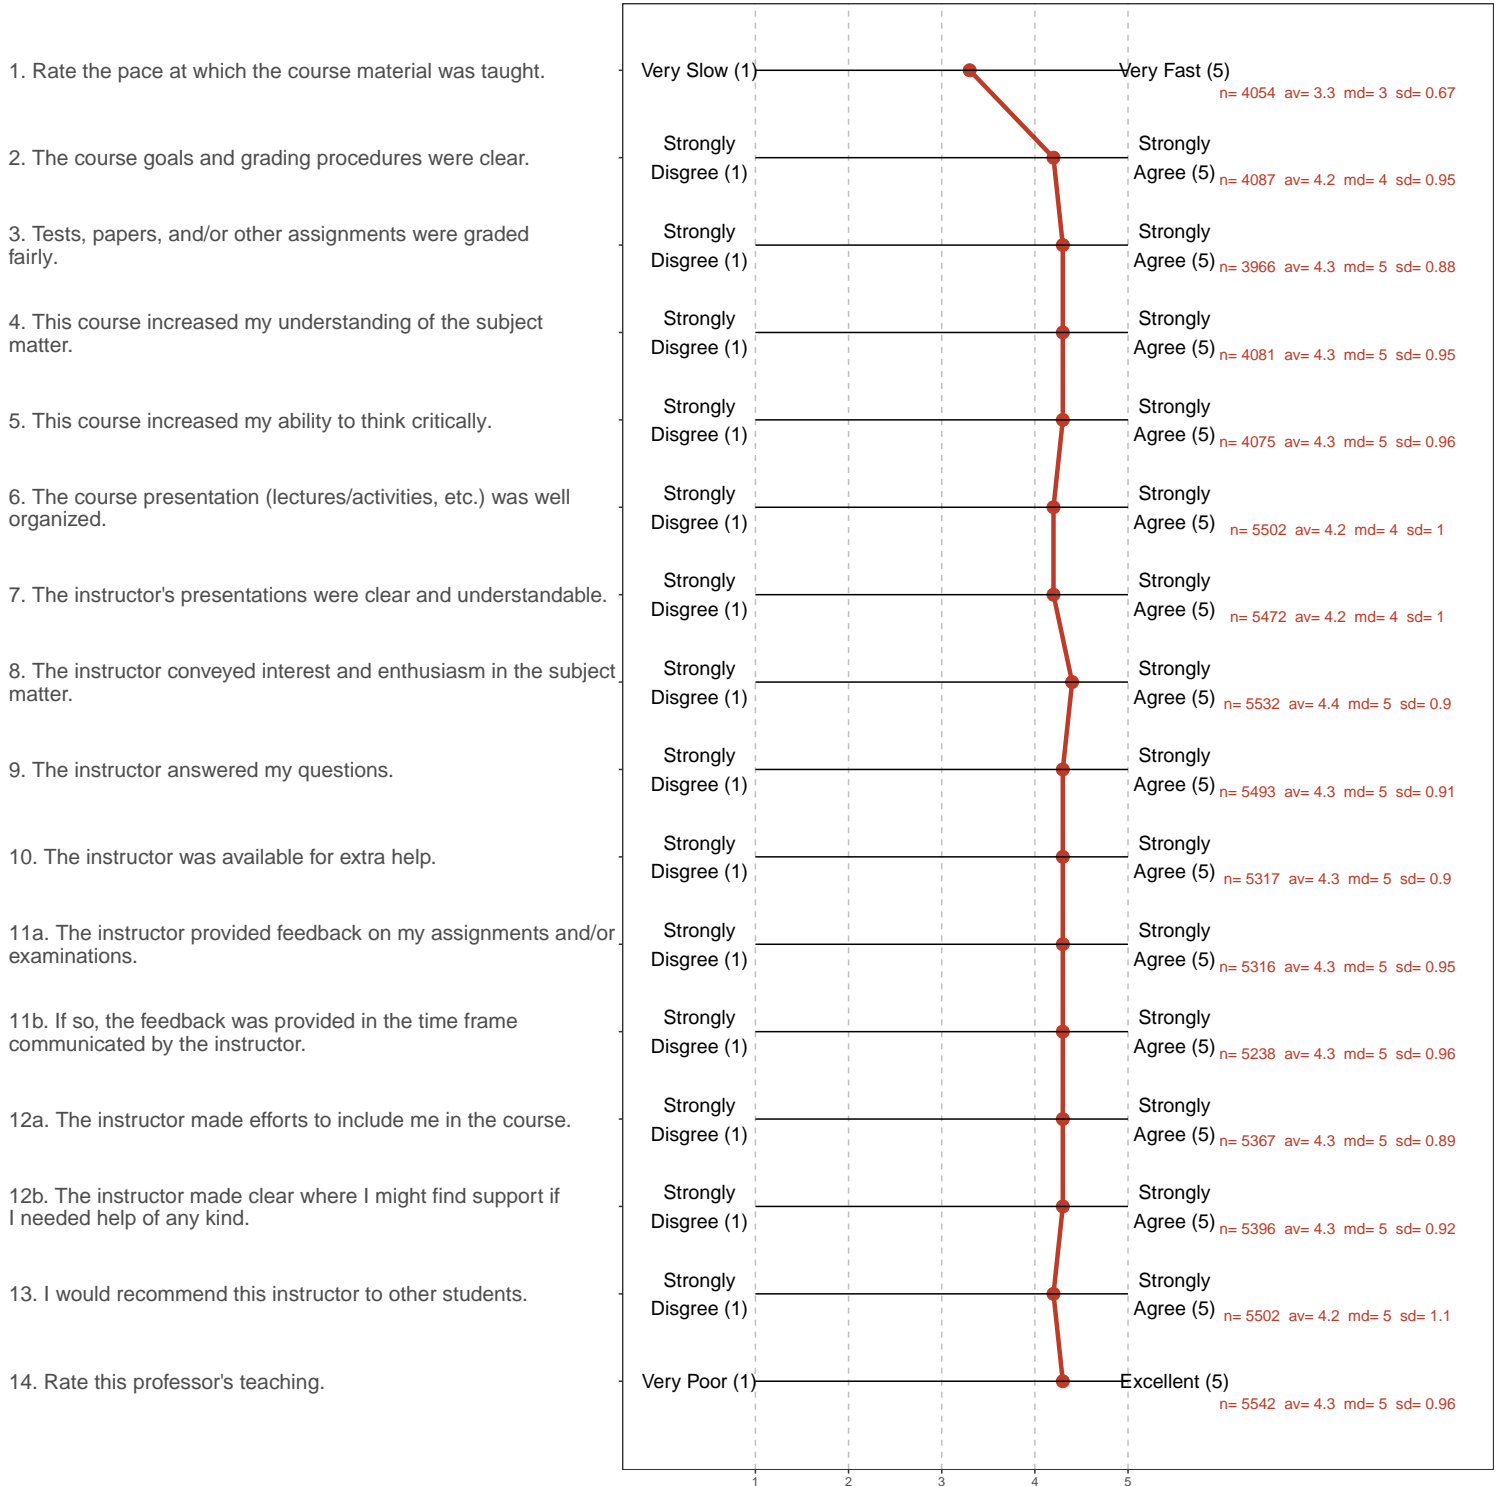 1. Rate the pace at which the course material was taught.
Very Slow (1)
Very Fast (5)
n= 4054 av= 3.3 md= 3 sd= 0.67
2. The course goals and grading procedures were clear.
Strongly
Disgree (1)
Strongly
Agree (5)
n= 4087 av= 4.2 md= 4 sd= 0.95
3. Tests, papers, and/or other assignments were graded
fairly.
Strongly
Disgree (1)
Strongly
Agree (5)
n= 3966 av= 4.3 md= 5 sd= 0.88
4. This course increased my understanding of the subject
matter.
Strongly
Disgree (1)
Strongly
Agree (5)
n= 4081 av= 4.3 md= 5 sd= 0.95
5. This course increased my ability to think critically.
Strongly
Disgree (1)
Strongly
Agree (5)
n= 4075 av= 4.3 md= 5 sd= 0.96
6. The course presentation (lectures/activities, etc.) was well
organized.
Strongly
Disgree (1)
Strongly
Agree (5)
n= 5502 av= 4.2 md= 4 sd= 1
7. The instructor's presentations were clear and understandable.
Strongly
Disgree (1)
Strongly
Agree (5)
n= 5472 av= 4.2 md= 4 sd= 1
8. The instructor conveyed interest and enthusiasm in the subject
matter.
Strongly
Disgree (1)
Strongly
Agree (5)
n= 5532 av= 4.4 md= 5 sd= 0.9
9. The instructor answered my questions.
Strongly
Disgree (1)
Strongly
Agree (5)
n= 5493 av= 4.3 md= 5 sd= 0.91
10. The instructor was available for extra help.
Strongly
Disgree (1)
Strongly
Agree (5)
n= 5317 av= 4.3 md= 5 sd= 0.9
11a. The instructor provided feedback on my assignments and/or
examinations.
Strongly
Disgree (1)
Strongly
Agree (5)
n= 5316 av= 4.3 md= 5 sd= 0.95
11b. If so, the feedback was provided in the time frame
communicated by the instructor.
Strongly
Disgree (1)
Strongly
Agree (5)
n= 5238 av= 4.3 md= 5 sd= 0.96
12a. The instructor made efforts to include me in the course.
Strongly
Disgree (1)
Strongly
Agree (5)
n= 5367 av= 4.3 md= 5 sd= 0.89
12b. The instructor made clear where I might find support if
I needed help of any kind.
Strongly
Disgree (1)
Strongly
Agree (5)
n= 5396 av= 4.3 md= 5 sd= 0.92
13. I would recommend this instructor to other students.
Strongly
Disgree (1)
Strongly
Agree (5)
n= 5502 av= 4.2 md= 5 sd= 1.1
14. Rate this professor's teaching.
Very Poor (1)
Excellent (5)
n= 5542 av= 4.3 md= 5 sd= 0.96
1 2 3 4 5